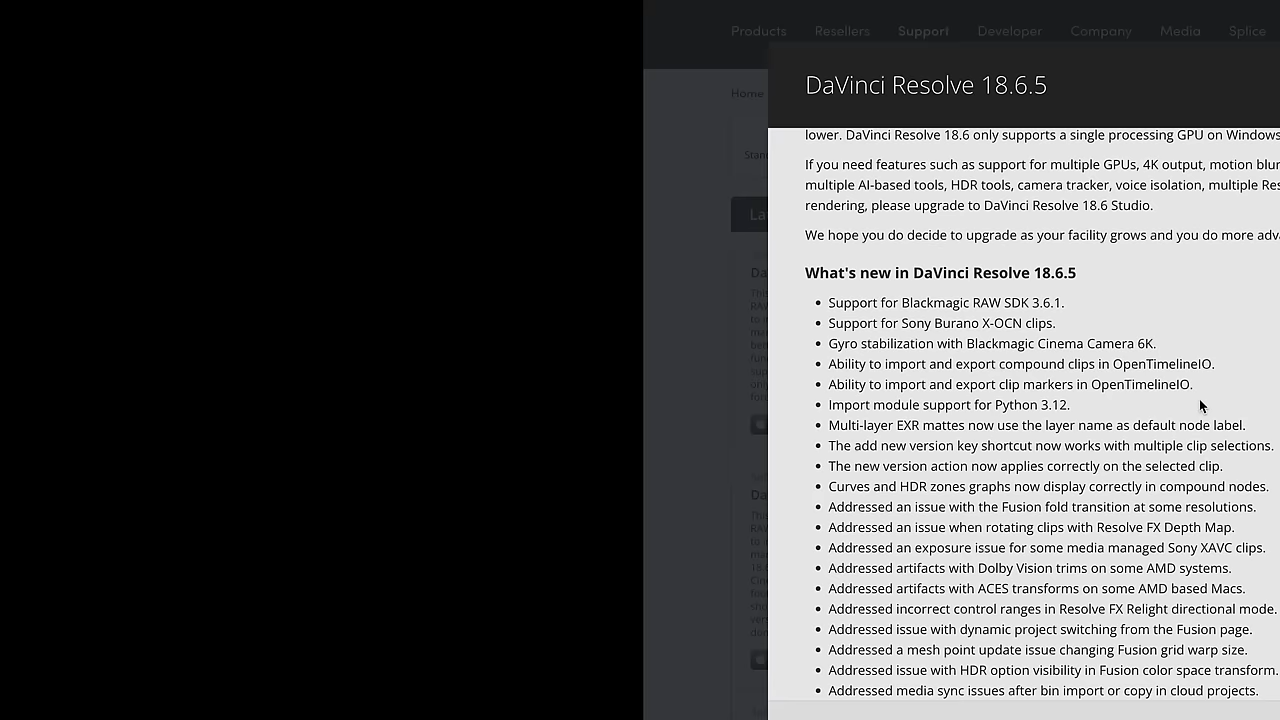 Products Resellers Support Developer Company Media Splice
DaVinci Resolve 18.6.5
Home
lower. DaVinci Resolve 18.6 only supports a single processing GPU on Windows
If you need features such as support for multiple GPUs, 4K output, motion blur
multiple AI-based tools, HDR tools, camera tracker, voice isolation, multiple Res
rendering, please upgrade to DaVinci Resolve 18.6 Studio.
We hope you do decide to upgrade as your facility grows and you do more adv
What's new in DaVinci Resolve 18.6.5
• Support for Blackmagic RAW SDK 3.6.1.
• Support for Sony Burano X-OCN clips.
• Gyro stabilization with Blackmagic Cinema Camera 6K.
• Ability to import and export compound clips in OpenTimelineIO.
• Ability to import and export clip markers in OpenTimelineIO.
• Import module support for Python 3.12.
• Multi-layer EXR mattes now use the layer name as default node label.
• The add new version key shortcut now works with multiple clip selections.
• The new version action now applies correctly on the selected clip.
• Curves and HDR zones graphs now display correctly in compound nodes.
• Addressed an issue with the Fusion fold transition at some resolutions.
• Addressed an issue when rotating clips with Resolve FX Depth Map.
• Addressed an exposure issue for some media managed Sony XAVC clips.
• Addressed artifacts with Dolby Vision trims on some AMD systems.
• Addressed artifacts with ACES transforms on some AMD based Macs.
• Addressed incorrect control ranges in Resolve FX Relight directional mode.
• Addressed issue with dynamic project switching from the Fusion page.
• Addressed a mesh point update issue changing Fusion grid warp size.
• Addressed issue with HDR option visibility in Fusion color space transform.
• Addressed media sync issues after bin import or copy in cloud projects.